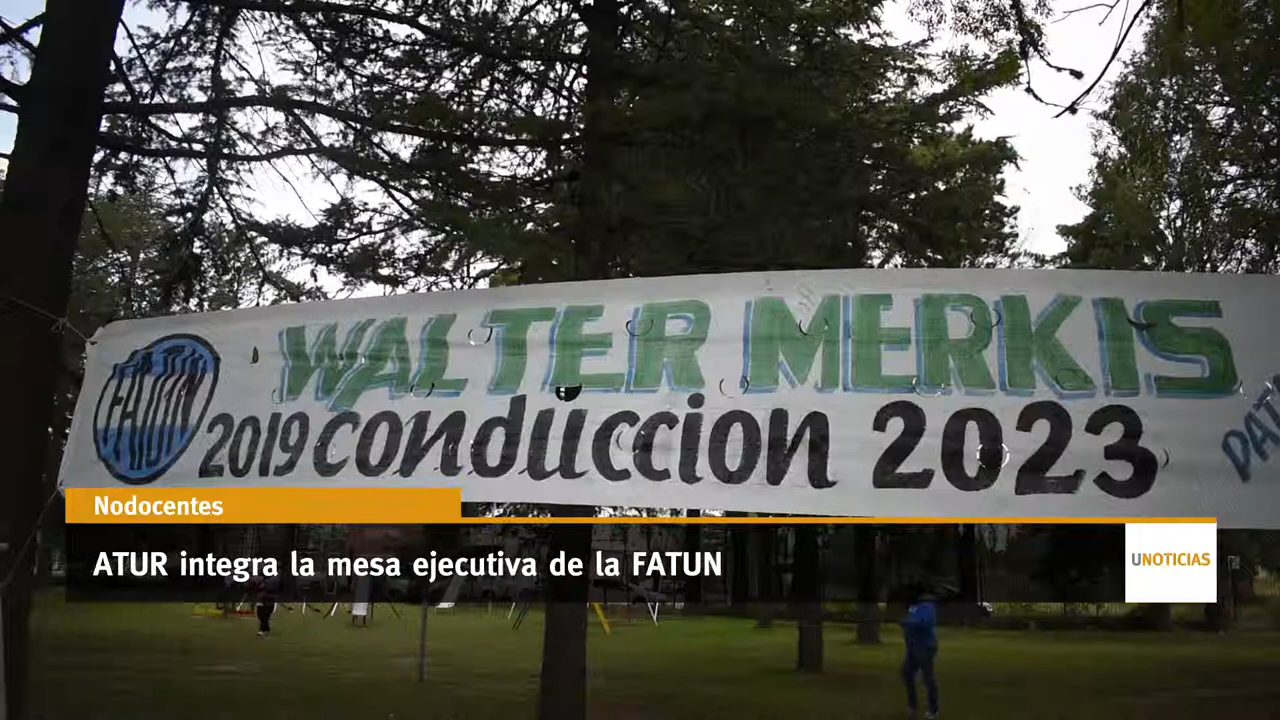 WALTER MERKIS
FATUN
2019 conduccion 2023
Nodocentes
ATUR integra la mesa ejecutiva de la FATUN
UNOTICIAS